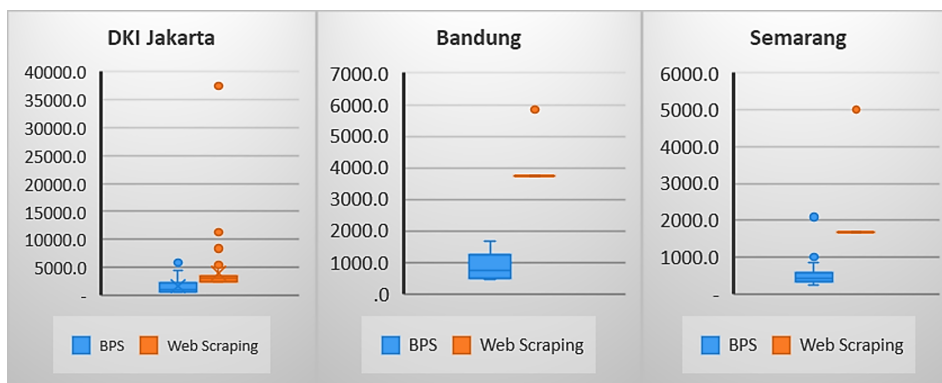 DKI Jakarta
40000.0
35000.0
30000.0
25000.0
20000.0
15000.0
10000.0
5000.0
-
BPS
Web Scraping
Bandung
7000.0
6000.0
5000.0
4000.0
3000.0
2000.0
1000.0
.0
BPS
Web Scraping
Semarang
6000.0
5000.0
4000.0
3000.0
2000.0
1000.0
-
BPS
Web Scraping